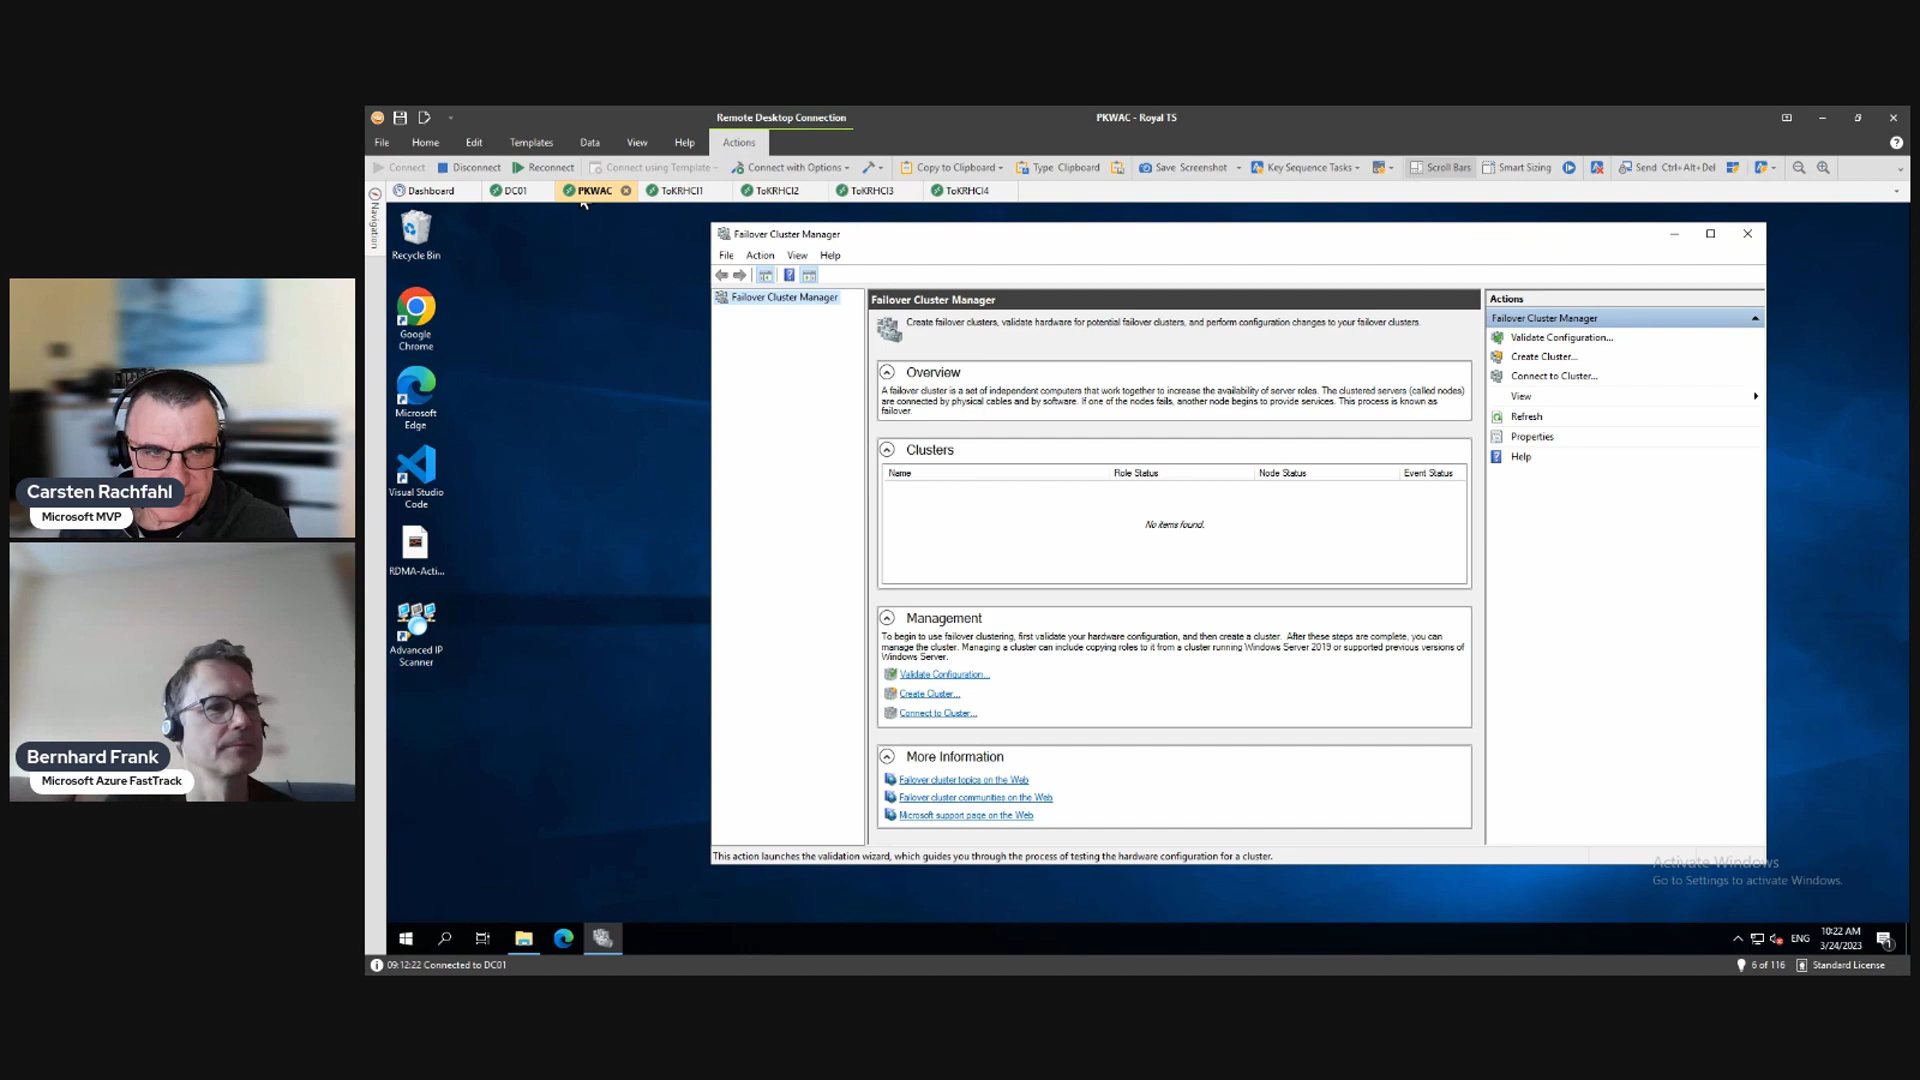 Remote Desktop Connection
PKWAC - Royal TS
File Home Edit Templates Data View Help Actions
Connect Disconnect Reconnect Connect using Template Connect with Options Copy to Clipboard Type Clipboard Save Screenshot Key Sequence Tasks Scroll Bars Smart Sizing Send Ctrl+Alt+Del
Dashboard DC01 PKWAC ToKRHCI1 ToKRHCI2 ToKRHCI3 ToKRHCI4
Navigation
Recycle Bin
Google
Chrome
Microsoft
Edge
Visual Studio
Code
RDMA-Acti...
Advanced IP
Scanner
Carsten Rachfahl
Microsoft MVP
Bernhard Frank
Microsoft Azure FastTrack
Failover Cluster Manager
File Action View Help
Failover Cluster Manager
Failover Cluster Manager
Create failover clusters, validate hardware for potential failover clusters, and perform configuration changes to your failover clusters.
Overview
A failover cluster is a set of independent computers that work together to increase the availability of server roles. The clustered servers (called nodes)
are connected by physical cables and by software. If one of the nodes fails, another node begins to provide services. This process is known as
failover.
Clusters
Name Role Status Node Status Event Status
No items found.
Management
To begin to use failover clustering, first validate your hardware configuration, and then create a cluster. After these steps are complete, you can
manage the cluster. Managing a cluster can include copying roles to it from a cluster running Windows Server 2019 or supported previous versions of
Windows Server.
Validate Configuration...
Create Cluster...
Connect to Cluster...
More Information
Failover cluster topics on the Web
Failover cluster communities on the Web
Microsoft support page on the Web
Actions
Failover Cluster Manager
Validate Configuration...
Create Cluster...
Connect to Cluster...
View
Refresh
Properties
Help
This action launches the validation wizard, which guides you through the process of testing the hardware configuration for a cluster.
Activate Windows
Go to Settings to activate Windows.
ENG
10:22 AM
3/24/2023
1
09:12:22 Connected to DC01
6 of 116 Standard License